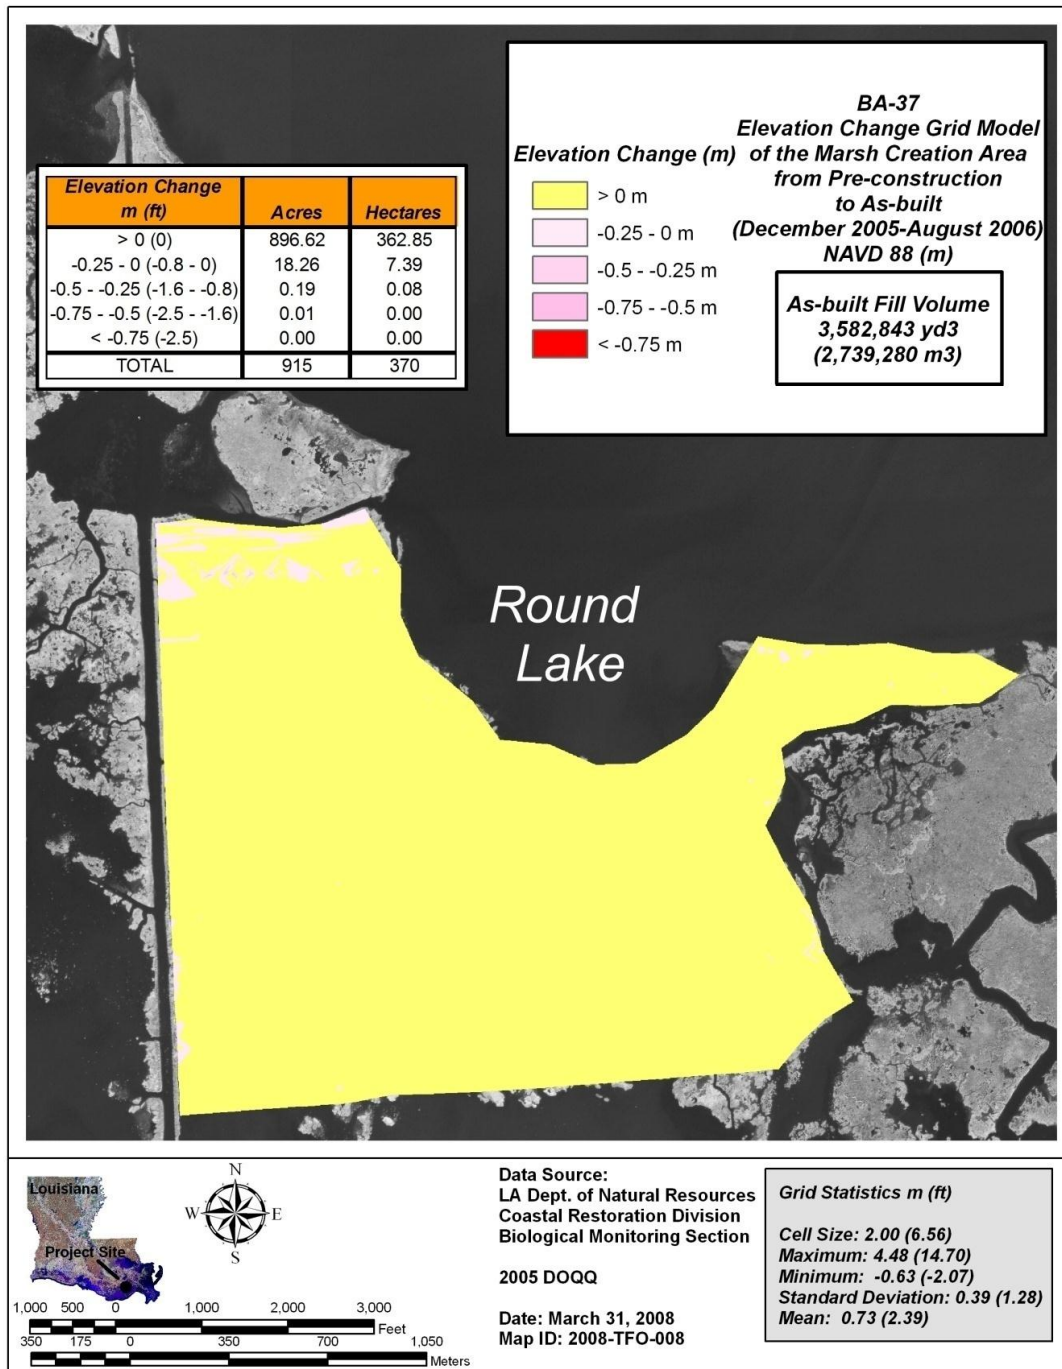 BA-37
Elevation Change Grid Model
of the Marsh Creation Area
from Pre-construction
to As-built
(December 2005-August 2006)
NAVD 88 (m)
Elevation Change (m)
> 0 m
-0.25 - 0 m
-0.5 - -0.25 m
-0.75 - -0.5 m
< -0.75 m
As-built Fill Volume
3,582,843 yd3
(2,739,280 m3)
Elevation Change
m (ft) Acres Hectares
> 0 (0) 896.62 362.85
-0.25 - 0 (-0.8 - 0) 18.26 7.39
-0.5 - -0.25 (-1.6 - -0.8) 0.19 0.08
-0.75 - -0.5 (-2.5 - -1.6) 0.01 0.00
< -0.75 (-2.5) 0.00 0.00
TOTAL 915 370
Round
Lake
Louisiana
Project Site
N
W E
S
1,000 500 0 1,000 2,000 3,000
Feet
350 175 0 350 700 1,050
Meters
Data Source:
LA Dept. of Natural Resources
Coastal Restoration Division
Biological Monitoring Section
2005 DOQQ
Date: March 31, 2008
Map ID: 2008-TFO-008
Grid Statistics m (ft)
Cell Size: 2.00 (6.56)
Maximum: 4.48 (14.70)
Minimum: -0.63 (-2.07)
Standard Deviation: 0.39 (1.28)
Mean: 0.73 (2.39)